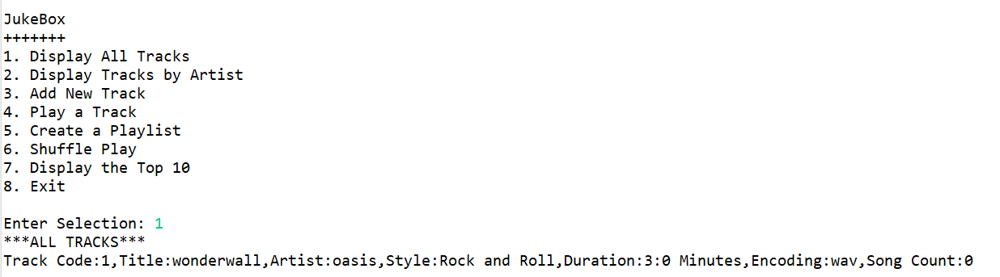 JukeBox
+++++++
1. Display All Tracks
2. Display Tracks by Artist
3. Add New Track
4. Play a Track
5. Create a Playlist
6. Shuffle Play
7. Display the Top 10
8. Exit
Enter Selection: 1
***ALL TRACKS***
Track Code:1,Title:wonderwall,Artist:oasis,Style:Rock and Roll,Duration:3:0 Minutes,Encoding:wav,Song Count:0